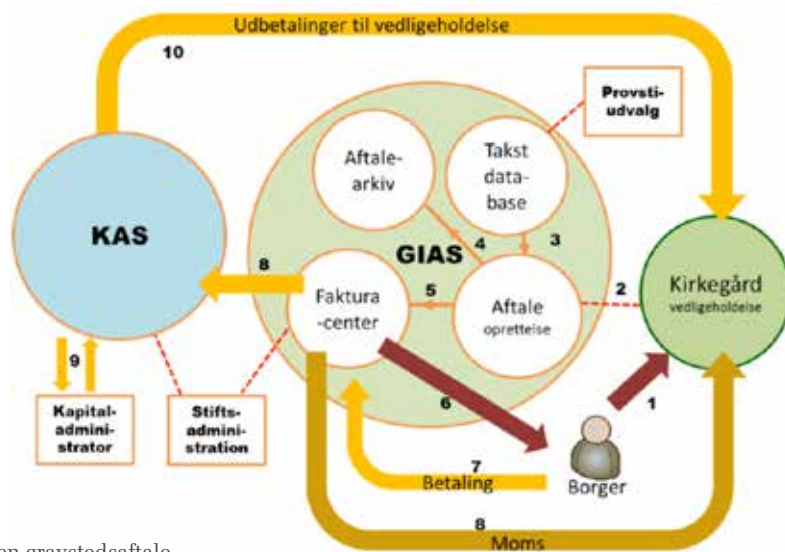 Udbetalinger til vedligeholdelse
10
Provsti-
udvalg
Aftale-
arkiv
Takst
data-
base
KAS
GIAS
4
3
8
5
2
Faktura
-center
Aftale
oprettelse
Kirkegård
vedligeholdelse
9
6
1
Kapital-
admini-
strator
Stifts-
admini-
stration
7
Betaling
Borger
8
Moms